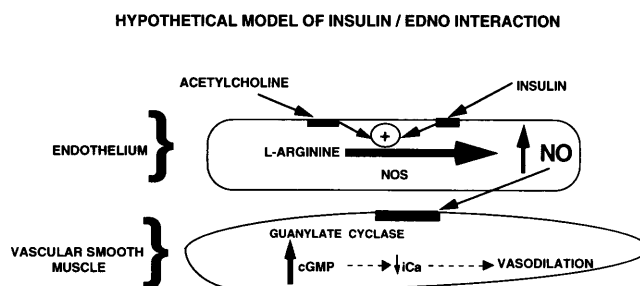 HYPOTHETICAL MODEL OF INSULIN / EDNO INTERACTION
ACETYLCHOLINE
INSULIN
ENDOTHELIUM
+
L-ARGININE
NO
NOS
GUANYLATE CYCLASE
VASCULAR SMOOTH
MUSCLE
cGMP
iCa
VASODILATION